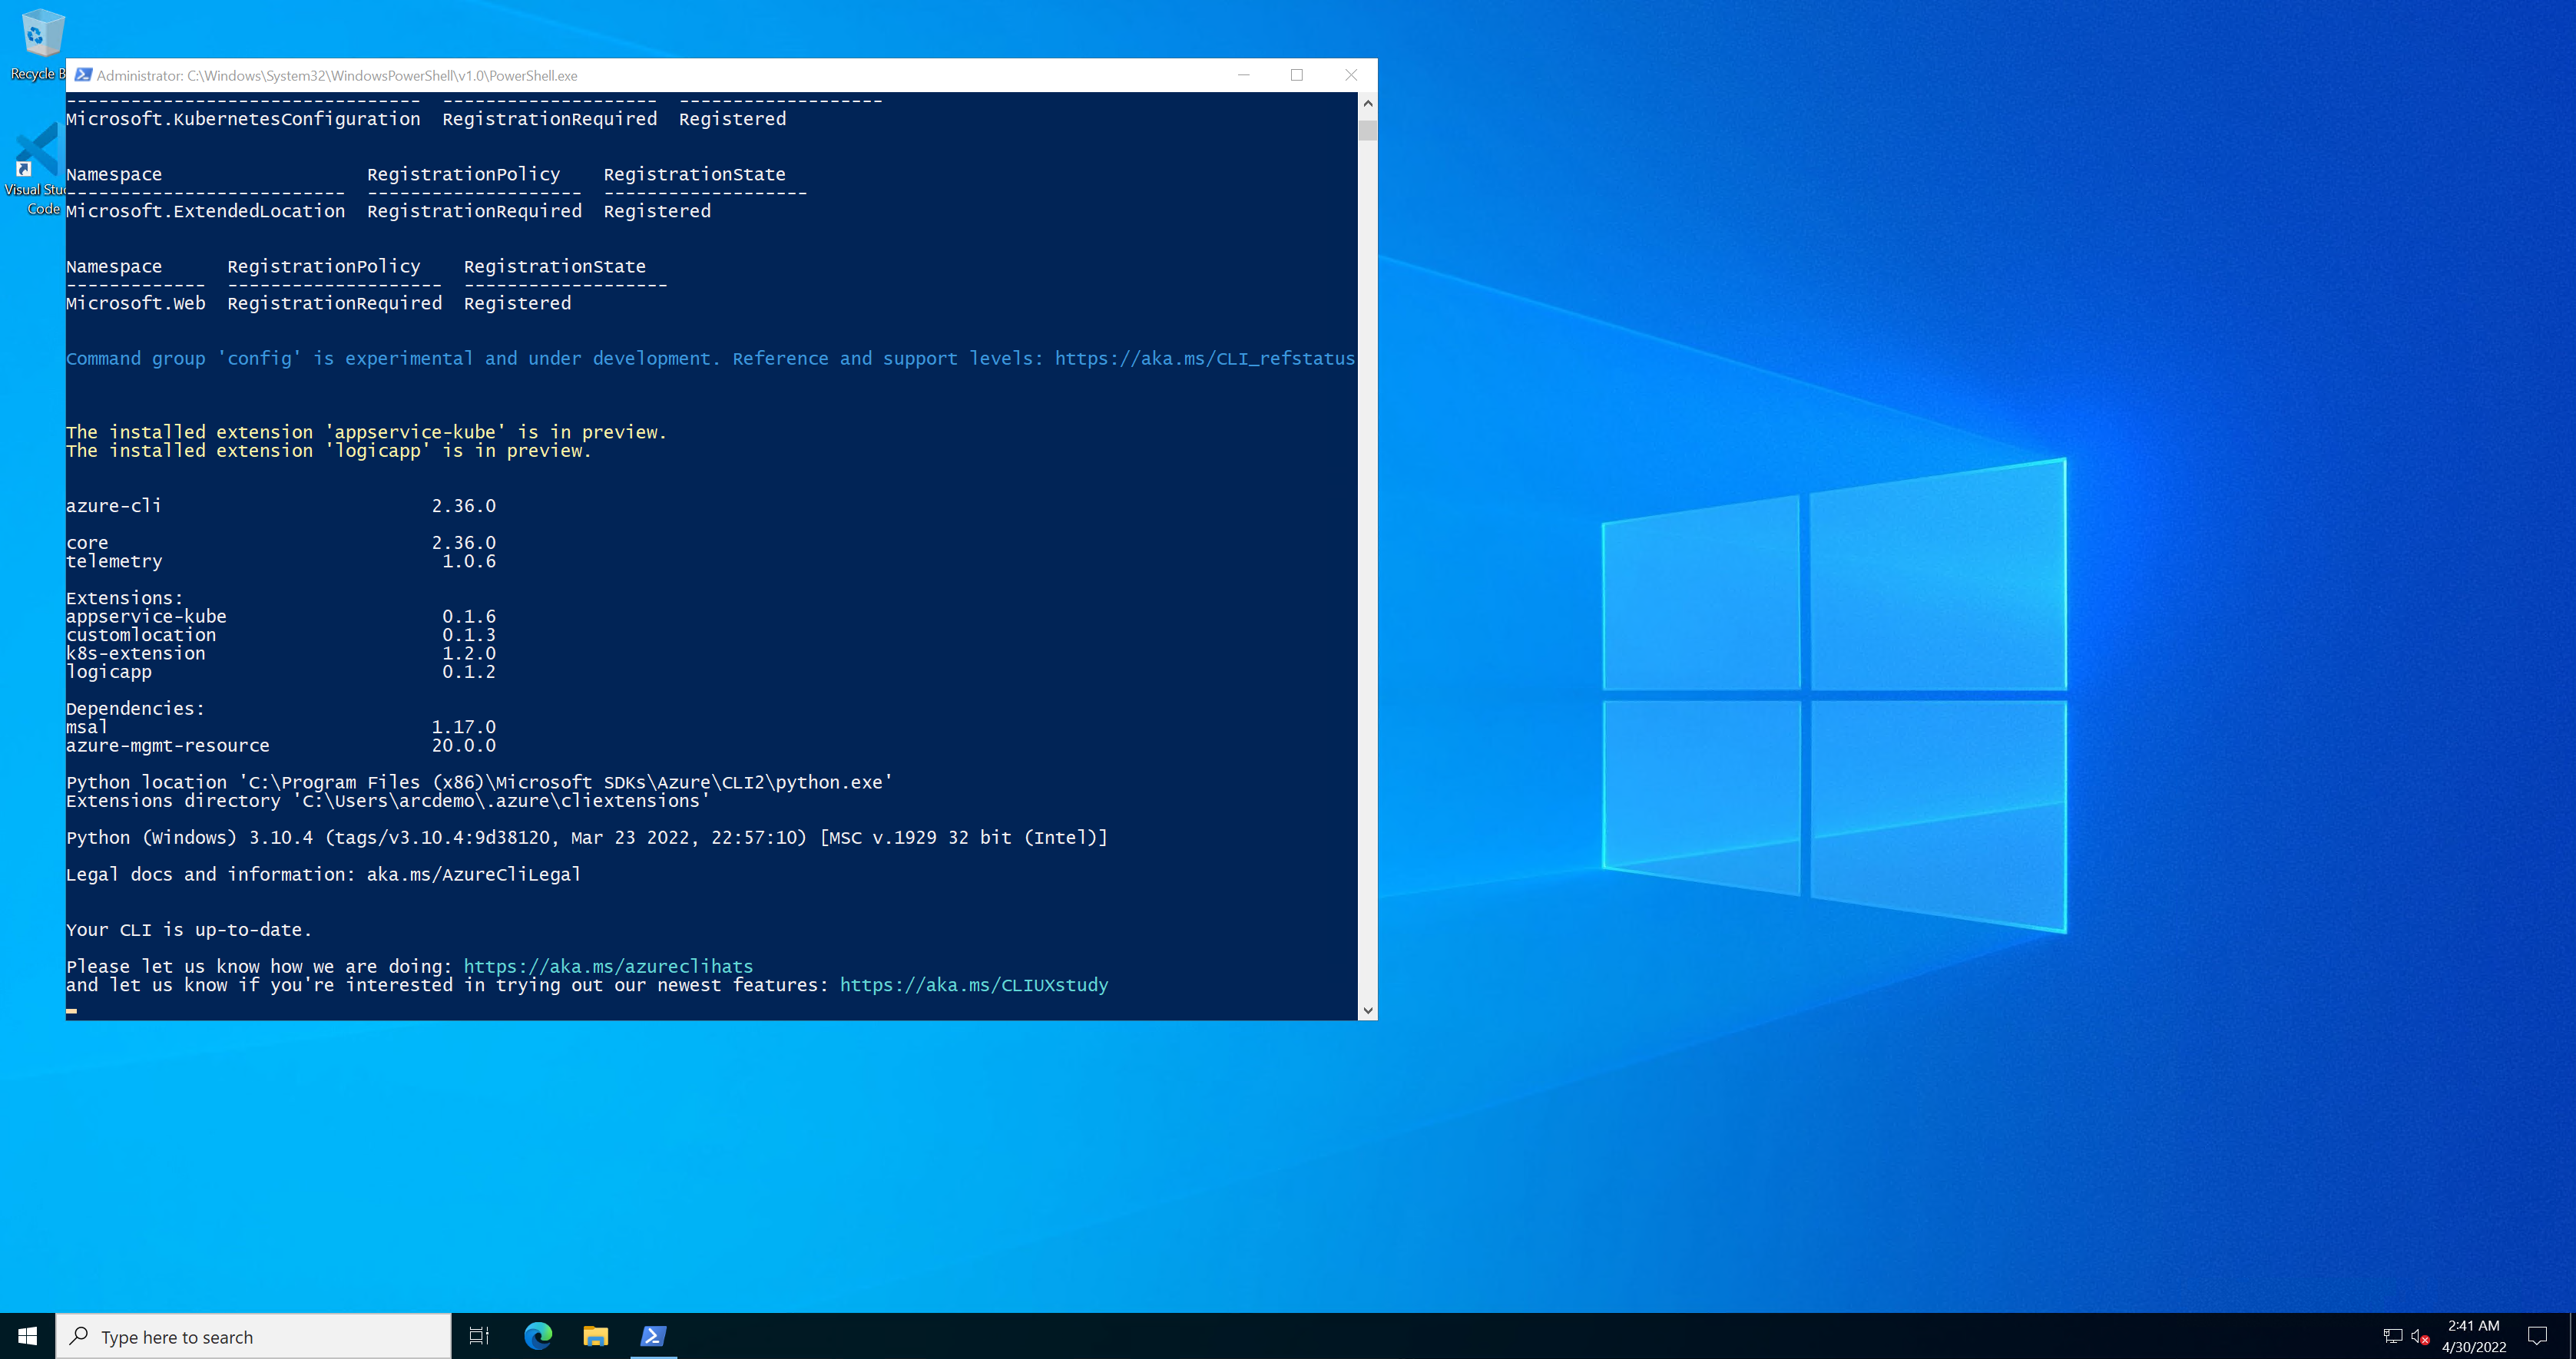 Recycle B
Visual Stu
Code
Administrator: C:\Windows\System32\WindowsPowerShell\v1.0\PowerShell.exe
---------------------------------  --------------------  -------------------
Microsoft.KubernetesConfiguration  RegistrationRequired  Registered
Namespace                   RegistrationPolicy    RegistrationState
--------------------------  --------------------  -------------------
Microsoft.ExtendedLocation  RegistrationRequired  Registered
Namespace      RegistrationPolicy    RegistrationState
-------------  --------------------  -------------------
Microsoft.Web  RegistrationRequired  Registered
Command group 'config' is experimental and under development. Reference and support levels: https://aka.ms/CLI_refstatus
The installed extension 'appservice-kube' is in preview.
The installed extension 'logicapp' is in preview.
azure-cli                         2.36.0
core                              2.36.0
telemetry                          1.0.6
Extensions:
appservice-kube                    0.1.6
customlocation                     0.1.3
k8s-extension                      1.2.0
logicapp                           0.1.2
Dependencies:
msal                              1.17.0
azure-mgmt-resource               20.0.0
Python location 'C:\Program Files (x86)\Microsoft SDKs\Azure\CLI2\python.exe'
Extensions directory 'C:\Users\arcdemo\.azure\cliextensions'
Python (Windows) 3.10.4 (tags/v3.10.4:9d38120, Mar 23 2022, 22:57:10) [MSC v.1929 32 bit (Intel)]
Legal docs and information: aka.ms/AzureCliLegal
Your CLI is up-to-date.
Please let us know how we are doing: https://aka.ms/azureclihats
and let us know if you're interested in trying out our newest features: https://aka.ms/CLIUXstudy
Type here to search
2:41 AM
4/30/2022